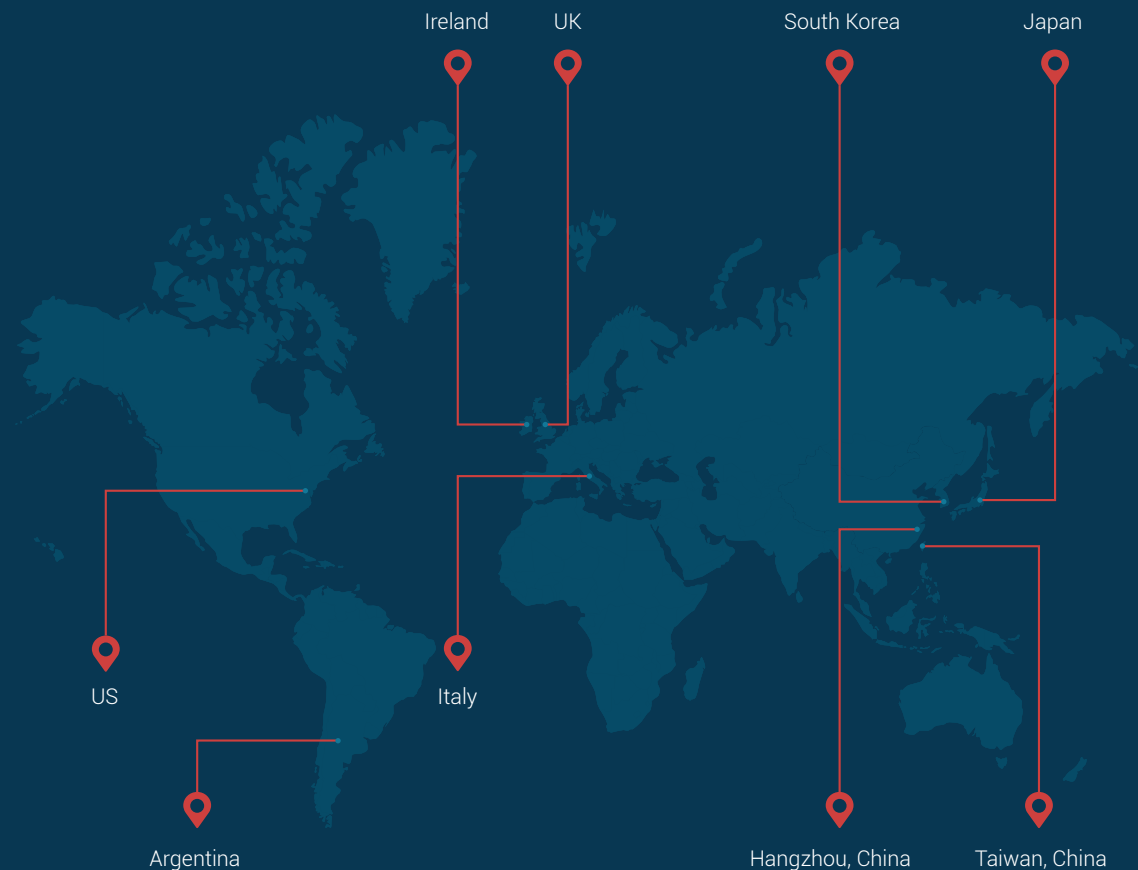 Ireland
UK
South Korea
Japan
US
Italy
Argentina
Hangzhou, China
Taiwan, China